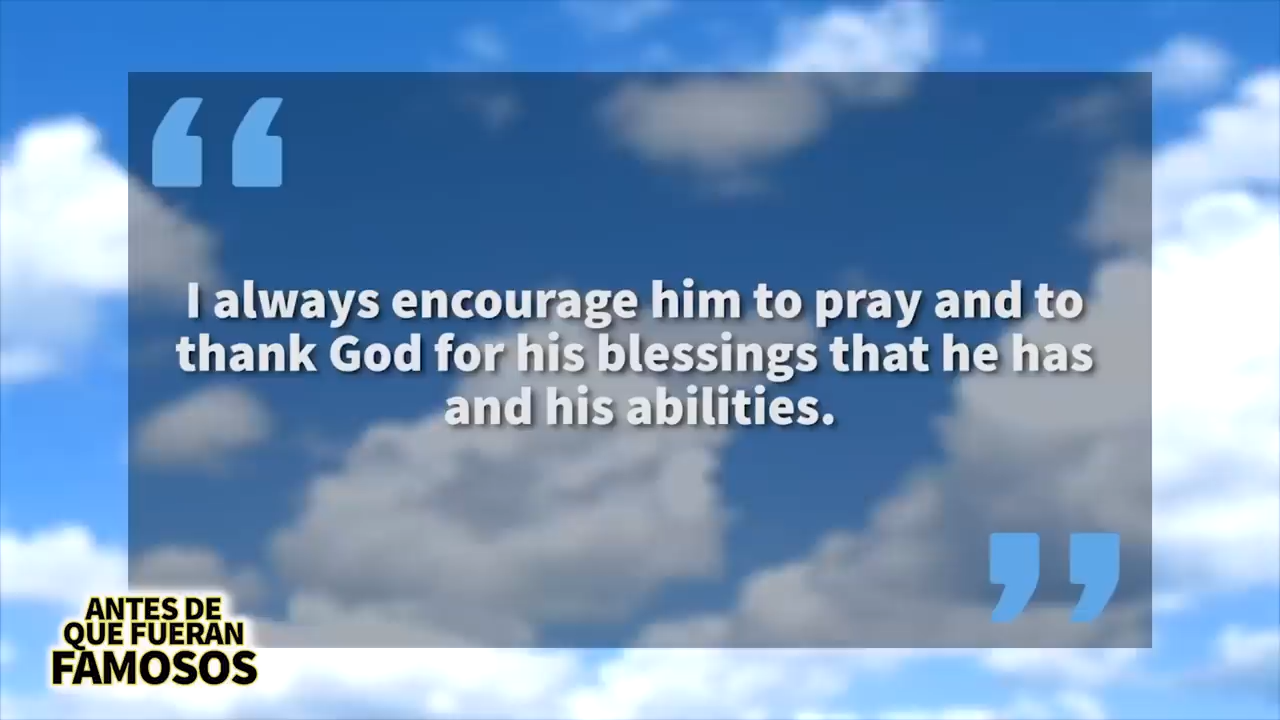 I always encourage him to pray and to
thank God for his blessings that he has
and his abilities.
ANTES DE
QUE FUERAN
FAMOSOS